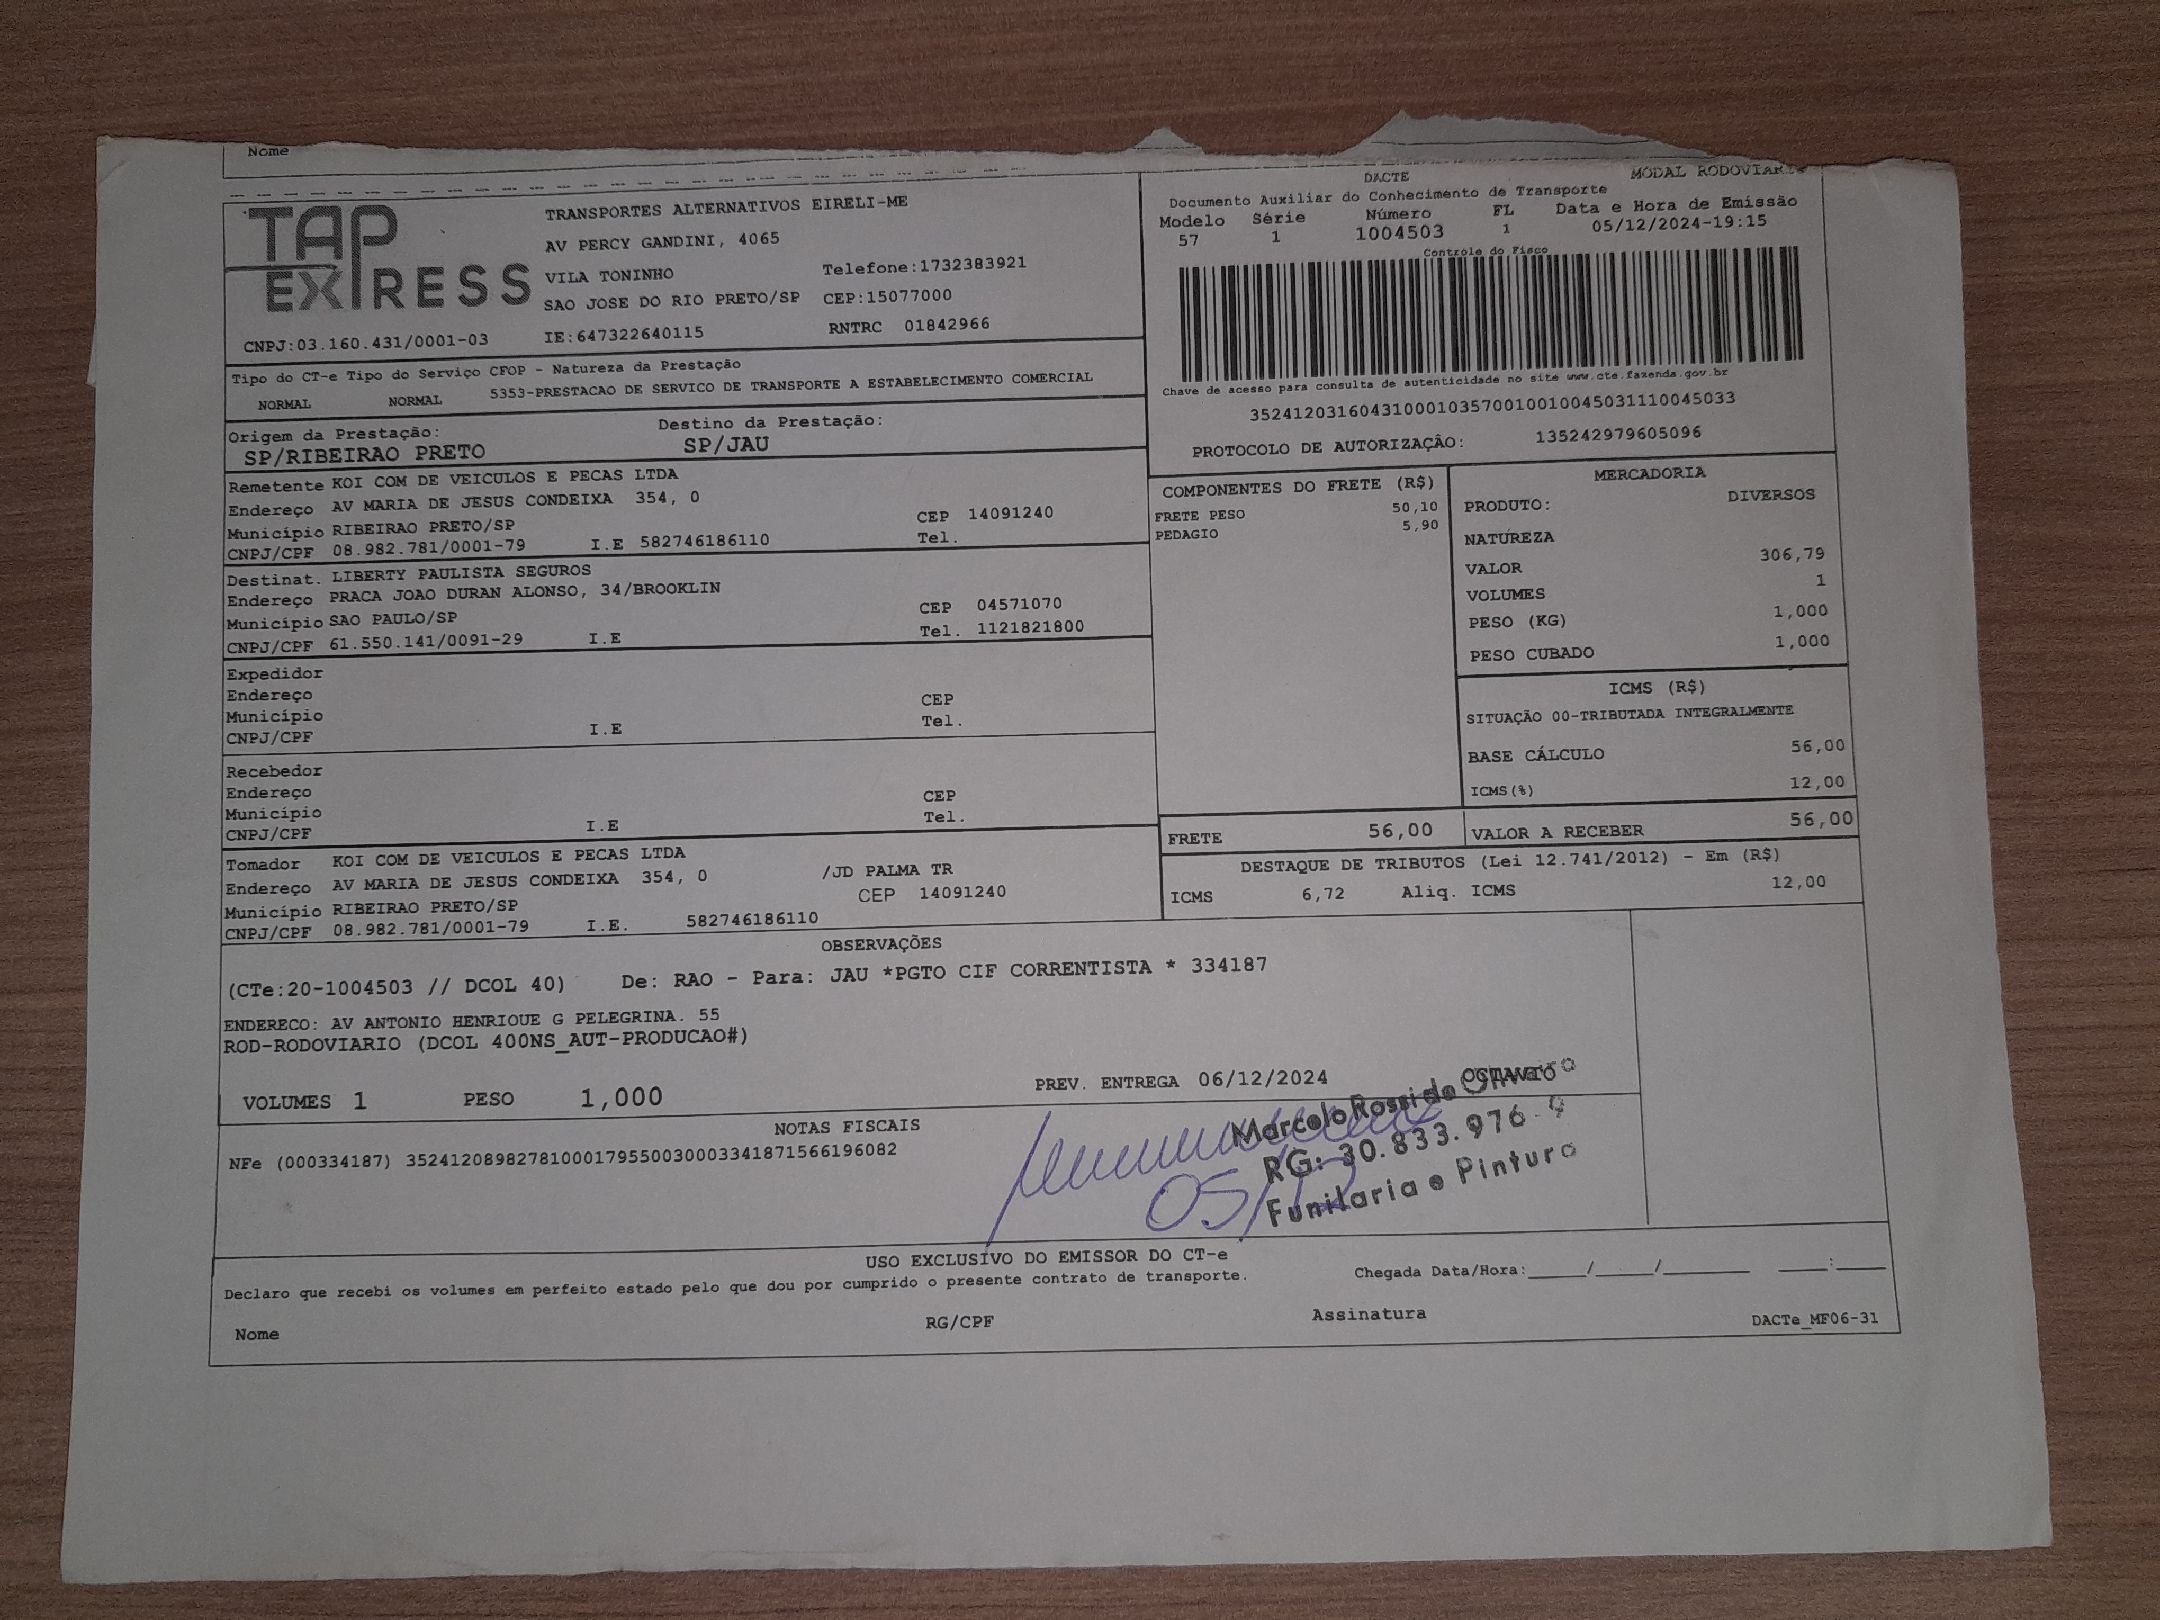 Nome
TAP EXPRESS
TRANSPORTES ALTERNATIVOS EIRELI-ME
AV PERCY GANDINI, 4065
VILA TONINHO Telefone:1732383921
SAO JOSE DO RIO PRETO/SP CEP:15077000
CNPJ:03.160.431/0001-03 IE:647322640115 RNTRC 01842966
DACTE MODAL RODOVIARIO
Documento Auxiliar do Conhecimento de Transporte
Modelo Série Número FL Data e Hora de Emissão
57 1 1004503 1 05/12/2024-19:15
Controle do Fisco
Chave de acesso para consulta de autenticidade no site www.cte.fazenda.gov.br
35241203160431000103570010010045031110045033
PROTOCOLO DE AUTORIZAÇÃO: 135242979605096
Tipo do CT-e Tipo do Serviço CFOP - Natureza da Prestação
NORMAL NORMAL 5353-PRESTACAO DE SERVICO DE TRANSPORTE A ESTABELECIMENTO COMERCIAL
Origem da Prestação: Destino da Prestação:
SP/RIBEIRAO PRETO SP/JAU
Remetente KOI COM DE VEICULOS E PECAS LTDA
Endereço AV MARIA DE JESUS CONDEIXA 354, 0
Município RIBEIRAO PRETO/SP CEP 14091240
CNPJ/CPF 08.982.781/0001-79 I.E 582746186110 Tel.
Destinat. LIBERTY PAULISTA SEGUROS
Endereço PRACA JOAO DURAN ALONSO, 34/BROOKLIN
Município SAO PAULO/SP CEP 04571070
CNPJ/CPF 61.550.141/0091-29 I.E Tel. 1121821800
Expedidor
Endereço
Município CEP
CNPJ/CPF I.E Tel.
Recebedor
Endereço
Município CEP
CNPJ/CPF I.E Tel.
Tomador KOI COM DE VEICULOS E PECAS LTDA
Endereço AV MARIA DE JESUS CONDEIXA 354, 0 /JD PALMA TR
Município RIBEIRAO PRETO/SP CEP 14091240
CNPJ/CPF 08.982.781/0001-79 I.E. 582746186110
COMPONENTES DO FRETE (R$)
FRETE PESO 50,10
PEDAGIO 5,90
MERCADORIA
PRODUTO: DIVERSOS
NATUREZA
VALOR 306,79
VOLUMES 1
PESO (KG) 1,000
PESO CUBADO 1,000
ICMS (R$)
SITUAÇÃO 00-TRIBUTADA INTEGRALMENTE
BASE CÁLCULO 56,00
ICMS(%) 12,00
FRETE 56,00 VALOR A RECEBER 56,00
DESTAQUE DE TRIBUTOS (Lei 12.741/2012) - Em (R$)
ICMS 6,72 Aliq. ICMS 12,00
OBSERVAÇÕES
(CTe:20-1004503 // DCOL 40) De: RAO - Para: JAU *PGTO CIF CORRENTISTA * 334187
ENDERECO: AV ANTONIO HENRIQUE G PELEGRINA. 55
ROD-RODOVIARIO (DCOL 400NS_AUT-PRODUCAO#)
VOLUMES 1 PESO 1,000 PREV. ENTREGA 06/12/2024 OCTAVIO
NOTAS FISCAIS
NFe (000334187) 35241208982781000179550030003341871566196082
Marcelo Rossi de Oliveira
RG: 30.833.976-9
Funilaria e Pintura
05/12
USO EXCLUSIVO DO EMISSOR DO CT-e
Declaro que recebi os volumes em perfeito estado pelo que dou por cumprido o presente contrato de transporte. Chegada Data/Hora:_____/_____/________ ____:____
Nome RG/CPF Assinatura DACTe_MF06-31